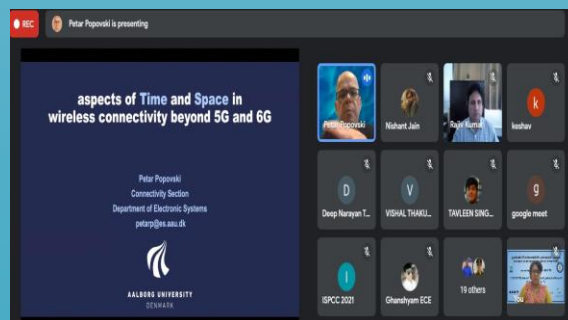 REC
Petar Popovski is presenting
aspects of Time and Space in
wireless connectivity beyond 5G and 6G
Petar Popovski
Connectivity Section
Department of Electronic Systems
petarp@es.aau.dk
AALBORG UNIVERSITY
DENMARK
Petar Popovski
Nishant Jain
Rajiv Kumar
k
keshav
D
Deep Narayan T...
V
VISHAL THAKU...
TAVLEEN SING...
g
google meet
I
ISPCC 2021
Ghanshyam ECE
19 others
You